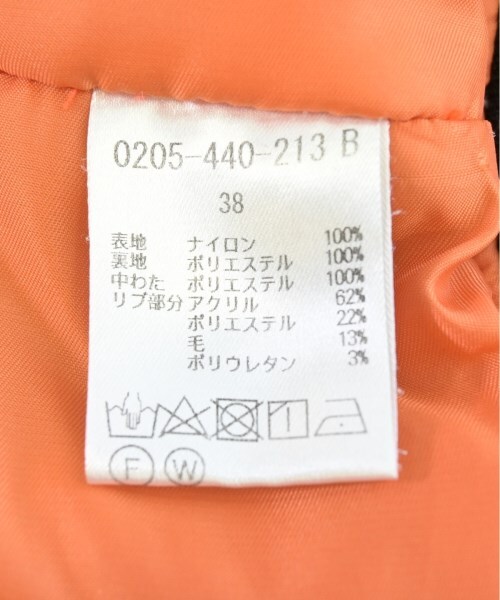 0205-440-213 B
38
表地 ナイロン 100%
裏地 ポリエステル 100%
中わた ポリエステル 100%
リブ部分 アクリル 62%
ポリエステル 22%
毛 13%
ポリウレタン 3%
F W